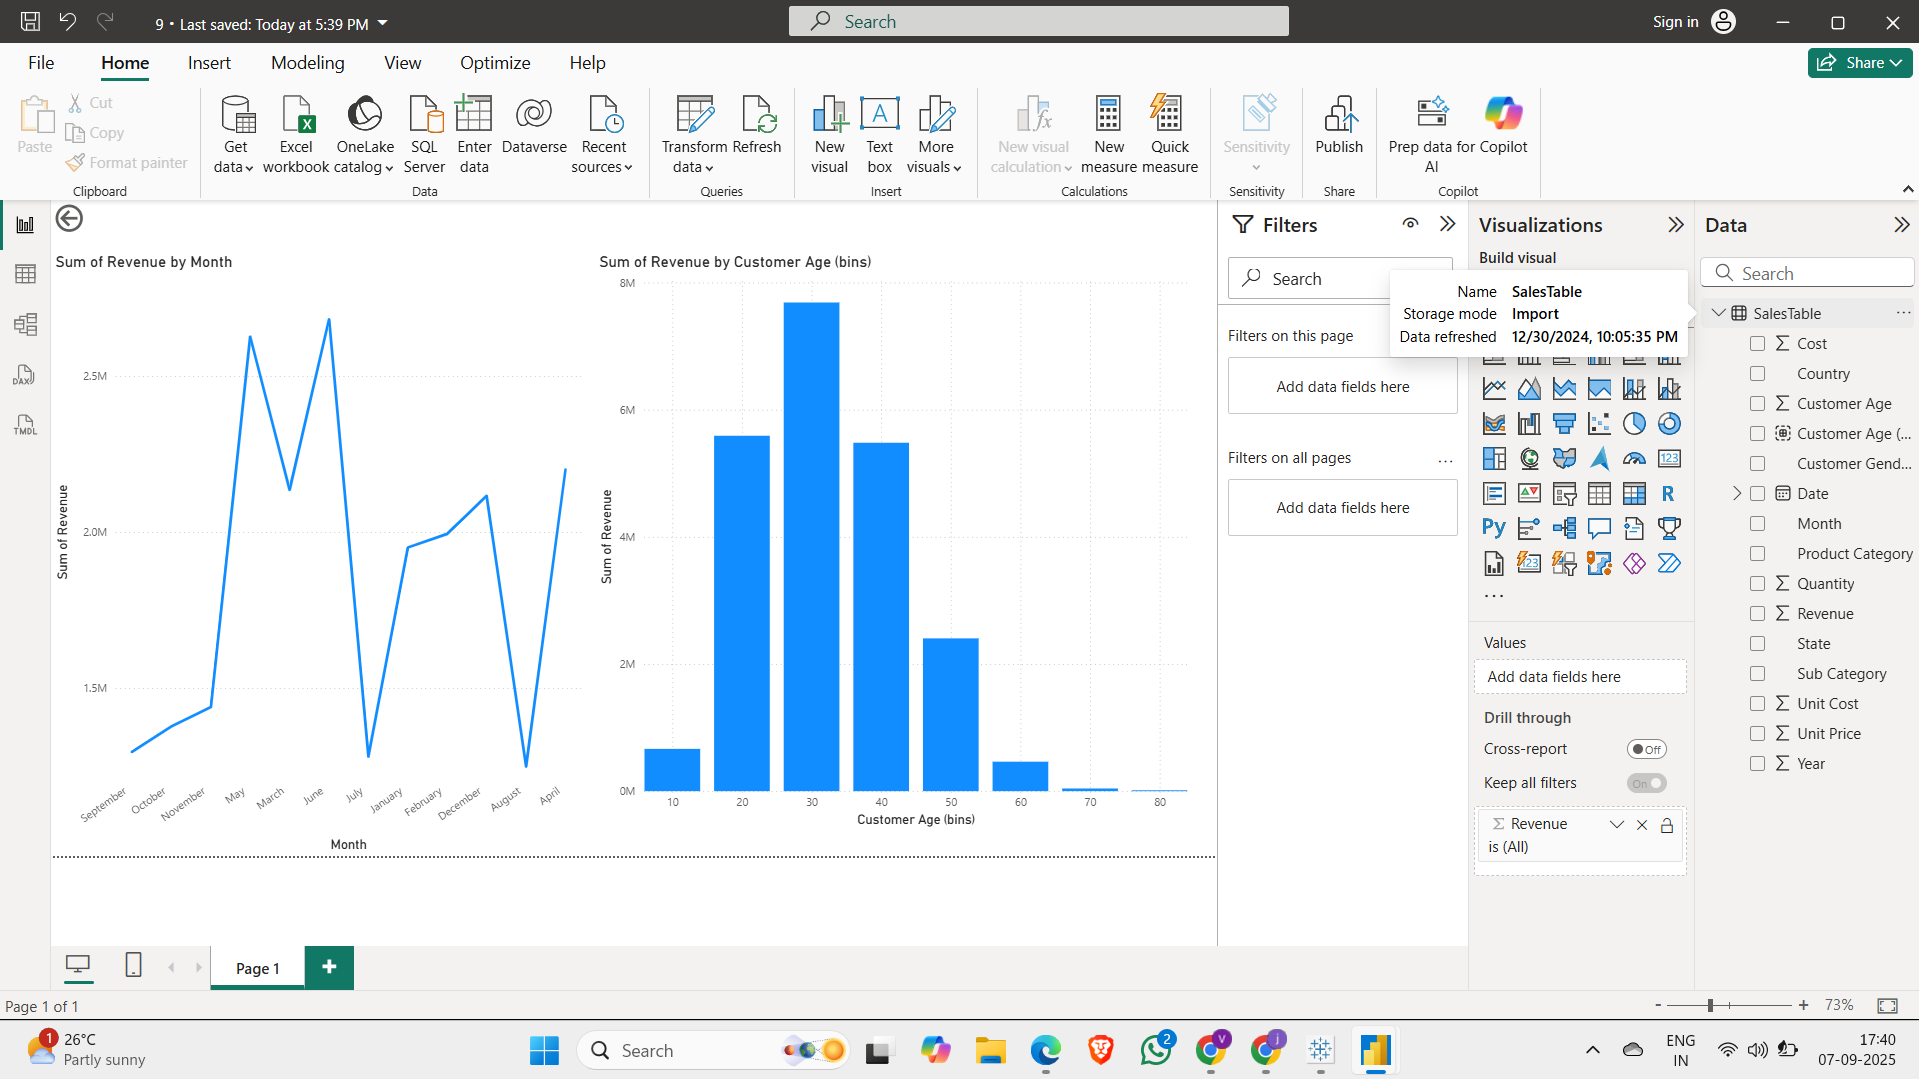 9 • Last saved: Today at 5:39 PM
Search
Sign in
File Home Insert Modeling View Optimize Help
Share
Paste
Cut
Copy
Format painter
Clipboard
Get data
Excel workbook
OneLake catalog
SQL Server
Enter data
Dataverse
Recent sources
Data
Transform data
Refresh
Queries
New visual
Text box
More visuals
Insert
New visual calculation
New measure
Quick measure
Calculations
Sensitivity
Sensitivity
Publish
Share
Prep data for AI
Copilot
Copilot
DAX
TMDL
Sum of Revenue by Month
Sum of Revenue
2.5M
2.0M
1.5M
September October November May March June July January February December August April
Month
Sum of Revenue by Customer Age (bins)
Sum of Revenue
8M
6M
4M
2M
0M
10 20 30 40 50 60 70 80
Customer Age (bins)
Filters
Search
Filters on this page
Add data fields here
Filters on all pages
...
Add data fields here
Visualizations
Build visual
Name SalesTable
Storage mode Import
Data refreshed 12/30/2024, 10:05:35 PM
123
R
Py
123
...
Values
Add data fields here
Drill through
Cross-report Off
Keep all filters On
Σ Revenue
is (All)
Data
Search
SalesTable ...
Σ Cost
Country
Σ Customer Age
Customer Age (...
Customer Gend...
Date
Month
Product Category
Σ Quantity
Σ Revenue
State
Sub Category
Σ Unit Cost
Σ Unit Price
Σ Year
Page 1
+
Page 1 of 1
- + 73%
1
26°C
Partly sunny
Search
2
V
j
ENG
IN
17:40
07-09-2025